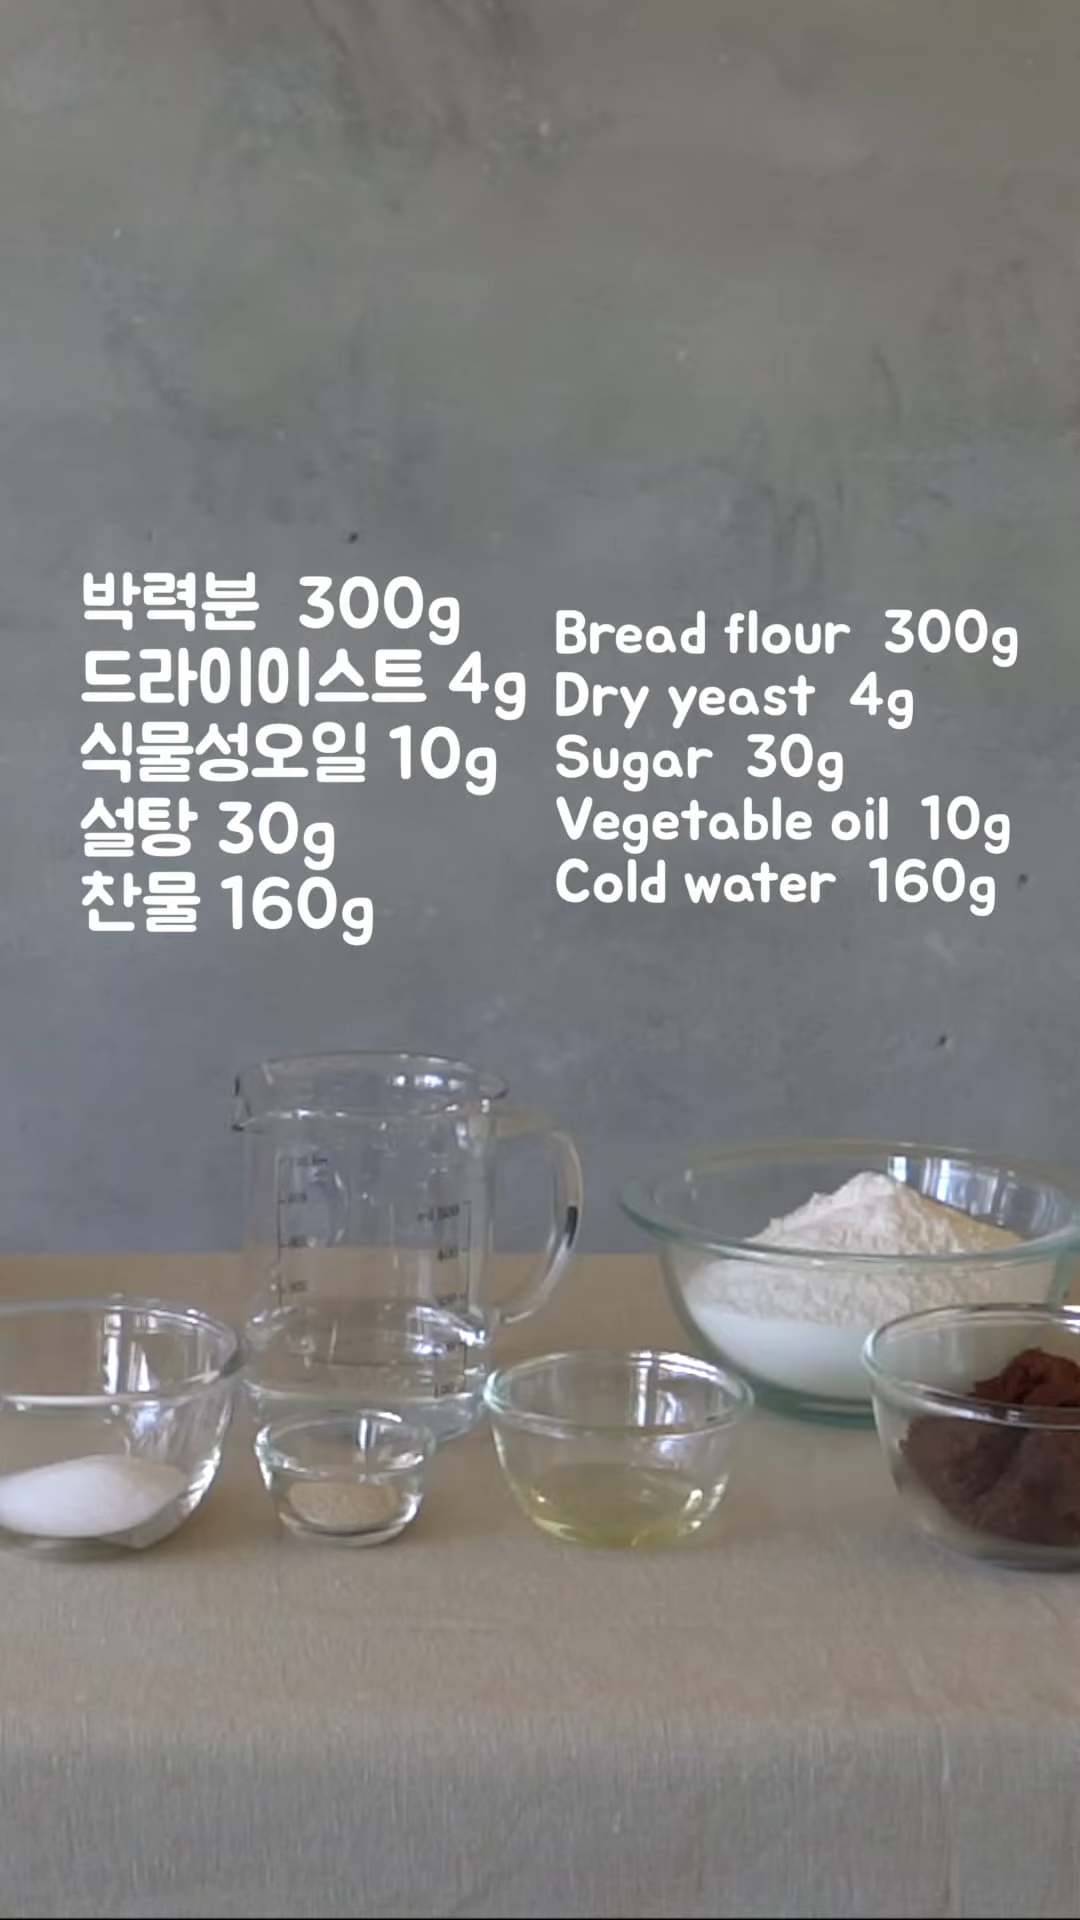 박력분 300g
드라이이스트 4g
식물성오일 10g
설탕 30g
찬물 160g
Bread flour 300g
Dry yeast 4g
Sugar 30g
Vegetable oil 10g
Cold water 160g